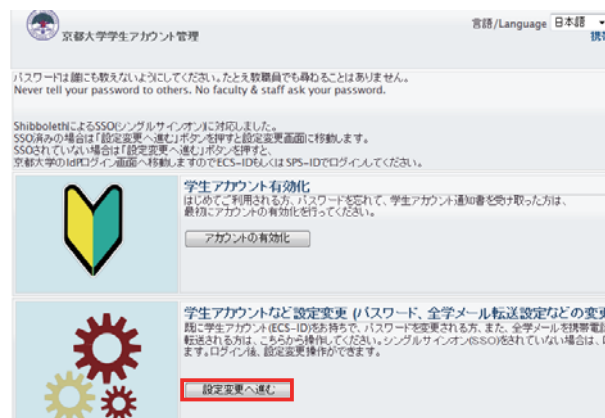 京都大学学生アカウント管理
言語/Language 日本語
携
パスワードは誰にも教えないようにしてください。たとえ教職員でも尋ねることはありません。
Never tell your password to others. No faculty & staff ask your password.
ShibbolethによるSSO(シングルサインオン)に対応しました。
SSO済みの場合は「設定変更へ進む」ボタンを押すと設定変更画面に移動します。
SSOされていない場合は「設定変更へ進む」ボタンを押すと、
京都大学のIdPログイン画面へ移動しますのでECS-IDもしくはSPS-IDでログインしてください。
学生アカウント有効化
はじめてご利用される方、パスワードを忘れて、学生アカウント通知書を受け取った方は、
最初にアカウントの有効化を行ってください。
アカウントの有効化
学生アカウントなど設定変更 (パスワード、全学メール転送設定などの変更
既に学生アカウント(ECS-ID)をお持ちで、パスワードを変更される方、また、全学メールを携帯電
転送される方は、こちらから操作してください。シングルサインオン(SSO)をされていない場合は、
ます。ログイン後、設定変更操作ができます。
設定変更へ進む